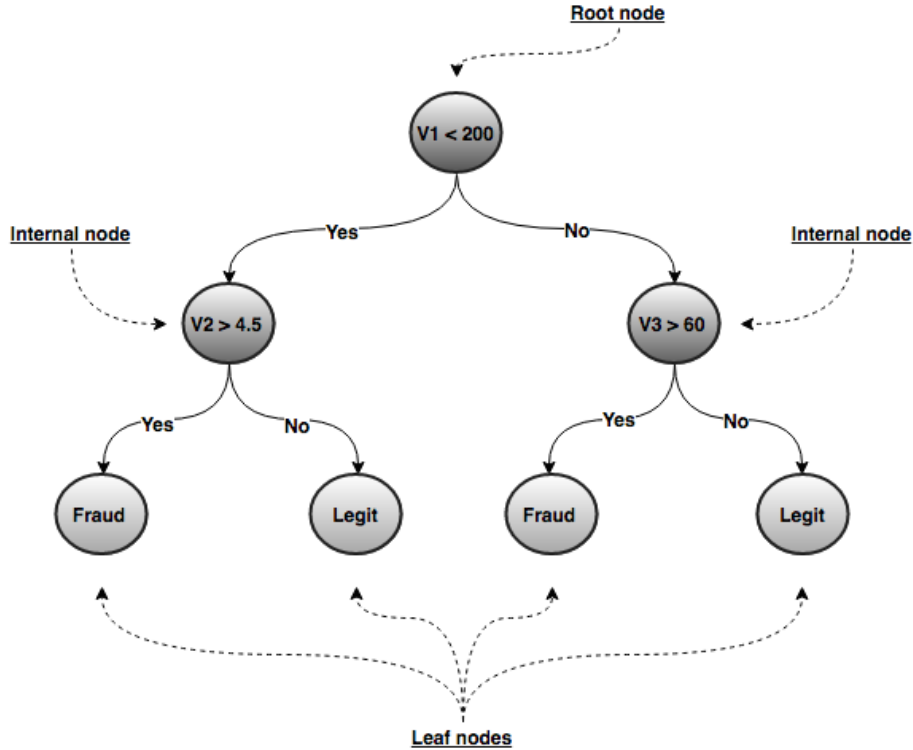 Root node
V1 < 200
Yes
No
Internal node
Internal node
V2 > 4.5
V3 > 60
Yes
No
Yes
No
Fraud
Legit
Fraud
Legit
Leaf nodes